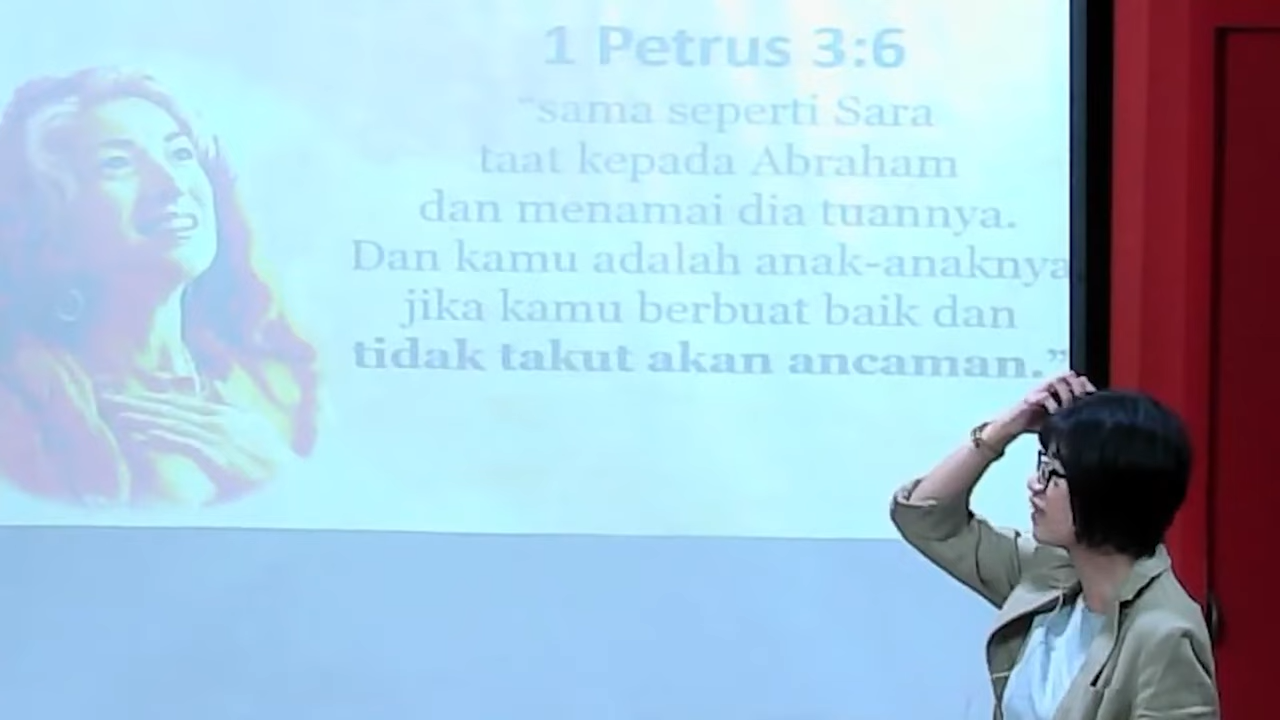 1 Petrus 3:6
“sama seperti Sara
taat kepada Abraham
dan menamai dia tuannya.
Dan kamu adalah anak-anaknya
jika kamu berbuat baik dan
tidak takut akan ancaman.”